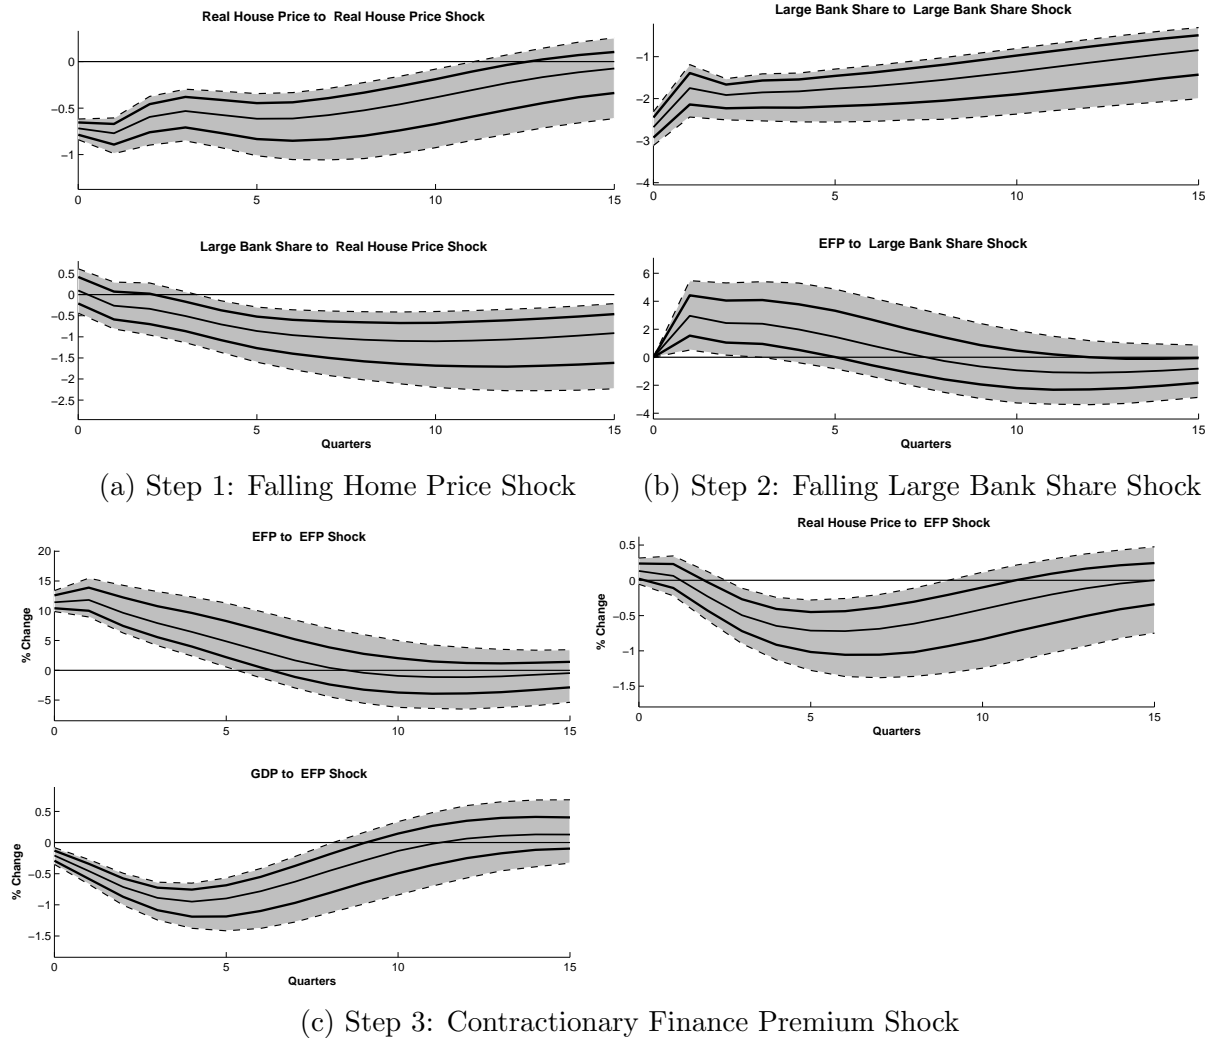 Real House Price to Real House Price Shock
0
−0.5
−1
0 5 10 15
Large Bank Share to Real House Price Shock
0.5
0
−0.5
−1
−1.5
−2
−2.5
0 5 10 15
Quarters
(a) Step 1: Falling Home Price Shock
Large Bank Share to Large Bank Share Shock
−1
−2
−3
−4
0 5 10 15
EFP to Large Bank Share Shock
6
4
2
0
−2
−4
0 5 10 15
(b) Step 2: Falling Large Bank Share Shock
EFP to EFP Shock
% Change
20
15
10
5
0
−5
0 5 10 15
Real House Price to EFP Shock
% Change
0.5
0
−0.5
−1
−1.5
0 5 10 15
Quarters
GDP to EFP Shock
% Change
0.5
0
−0.5
−1
−1.5
0 5 10 15
Quarters
(c) Step 3: Contractionary Finance Premium Shock